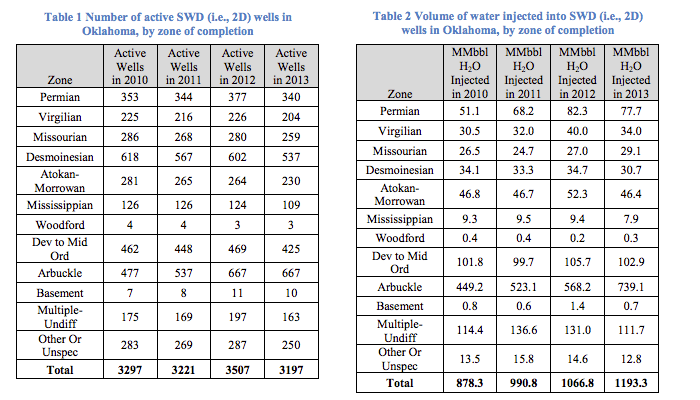 Table 1 Number of active SWD (i.e., 2D) wells in
Oklahoma, by zone of completion
Zone Active Wells in 2010 Active Wells in 2011 Active Wells in 2012 Active Wells in 2013
Permian 353 344 377 340
Virgilian 225 216 226 204
Missourian 286 268 280 259
Desmoinesian 618 567 602 537
Atokan-
Morrowan 281 265 264 230
Mississippian 126 126 124 109
Woodford 4 4 3 3
Dev to Mid
Ord 462 448 469 425
Arbuckle 477 537 667 667
Basement 7 8 11 10
Multiple-
Undiff 175 169 197 163
Other Or
Unspec 283 269 287 250
Total 3297 3221 3507 3197
Table 2 Volume of water injected into SWD (i.e., 2D)
wells in Oklahoma, by zone of completion
Zone MMbbl H2O Injected in 2010 MMbbl H2O Injected in 2011 MMbbl H2O Injected in 2012 MMbbl H2O Injected in 2013
Permian 51.1 68.2 82.3 77.7
Virgilian 30.5 32.0 40.0 34.0
Missourian 26.5 24.7 27.0 29.1
Desmoinesian 34.1 33.3 34.7 30.7
Atokan-
Morrowan 46.8 46.7 52.3 46.4
Mississippian 9.3 9.5 9.4 7.9
Woodford 0.4 0.4 0.2 0.3
Dev to Mid
Ord 101.8 99.7 105.7 102.9
Arbuckle 449.2 523.1 568.2 739.1
Basement 0.8 0.6 1.4 0.7
Multiple-
Undiff 114.4 136.6 131.0 111.7
Other Or
Unspec 13.5 15.8 14.6 12.8
Total 878.3 990.8 1066.8 1193.3